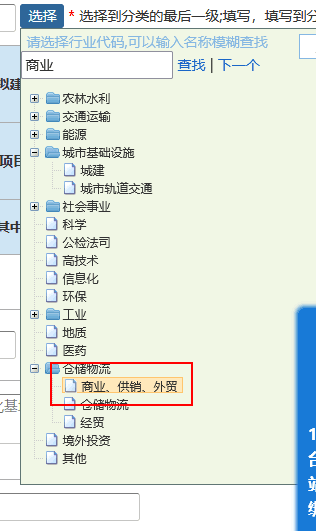 选择 * 选择到分类的最后一级;填写，填写到分
请选择行业代码,可以输入名称模糊查找
商业 查找 | 下一个
拟建
农林水利
交通运输
能源
城市基础设施
项目
城建
城市轨道交通
社会事业
其中
科学
公检法司
高技术
信息化
环保
工业
地质
医药
仓储物流
商业、供销、外贸
仓储物流
经贸
境外投资
其他